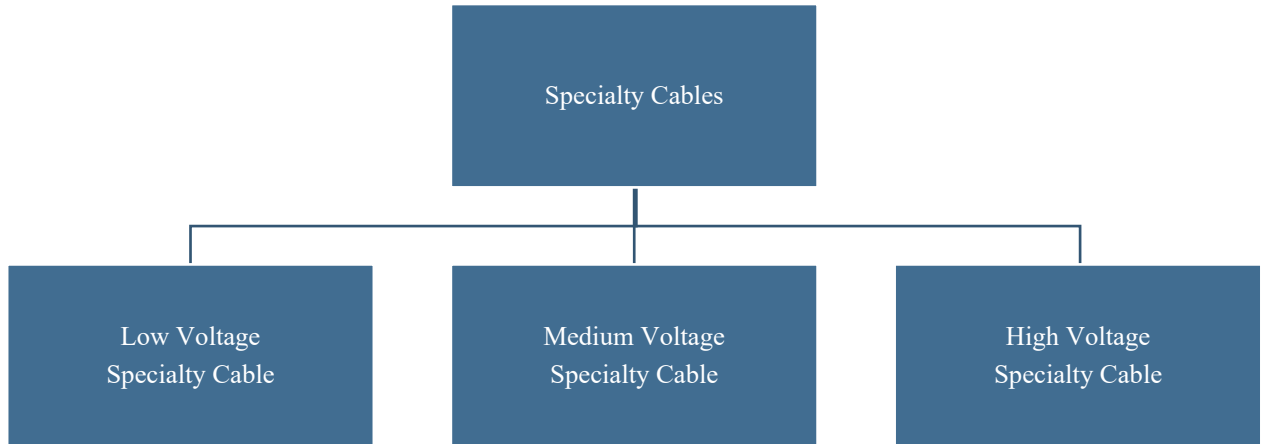 Specialty Cables
Low Voltage
Specialty Cable
Medium Voltage
Specialty Cable
High Voltage
Specialty Cable